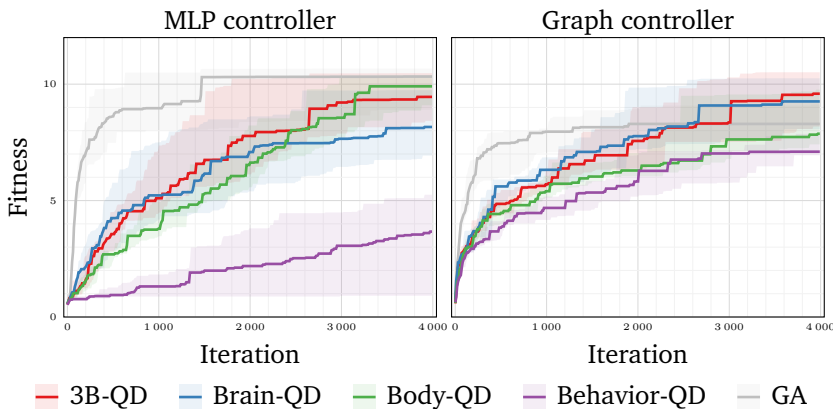 MLP controller
Graph controller
Fitness
10
5
0
0
1 000
2 000
3 000
4 000
0
1 000
2 000
3 000
4 000
Iteration
Iteration
3B-QD
Brain-QD
Body-QD
Behavior-QD
GA